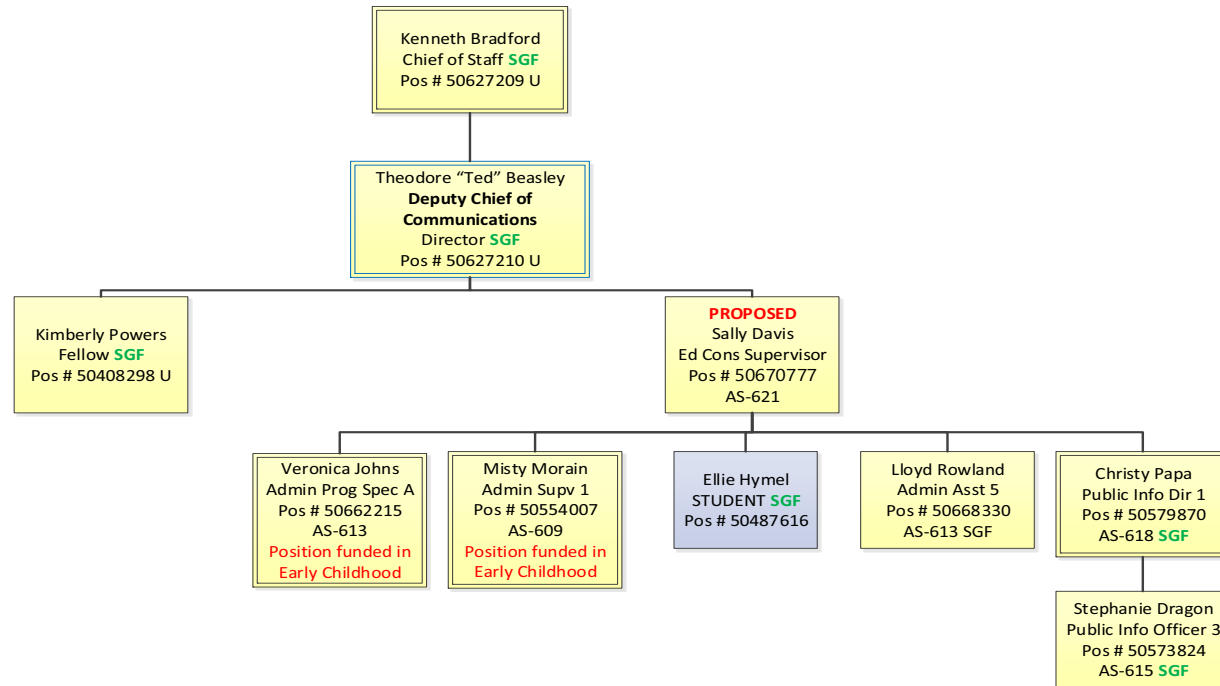 Kenneth Bradford
Chief of Staff SGF
Pos # 50627209 U
Theodore “Ted” Beasley
Deputy Chief of
Communications
Director SGF
Pos # 50627210 U
Kimberly Powers
Fellow SGF
Pos # 50408298 U
PROPOSED
Sally Davis
Ed Cons Supervisor
Pos # 50670777
AS-621
Veronica Johns
Admin Prog Spec A
Pos # 50662215
AS-613
Position funded in
Early Childhood
Misty Morain
Admin Supv 1
Pos # 50554007
AS-609
Position funded in
Early Childhood
Ellie Hymel
STUDENT SGF
Pos # 50487616
Lloyd Rowland
Admin Asst 5
Pos # 50668330
AS-613 SGF
Christy Papa
Public Info Dir 1
Pos # 50579870
AS-618 SGF
Stephanie Dragon
Public Info Officer 3
Pos # 50573824
AS-615 SGF